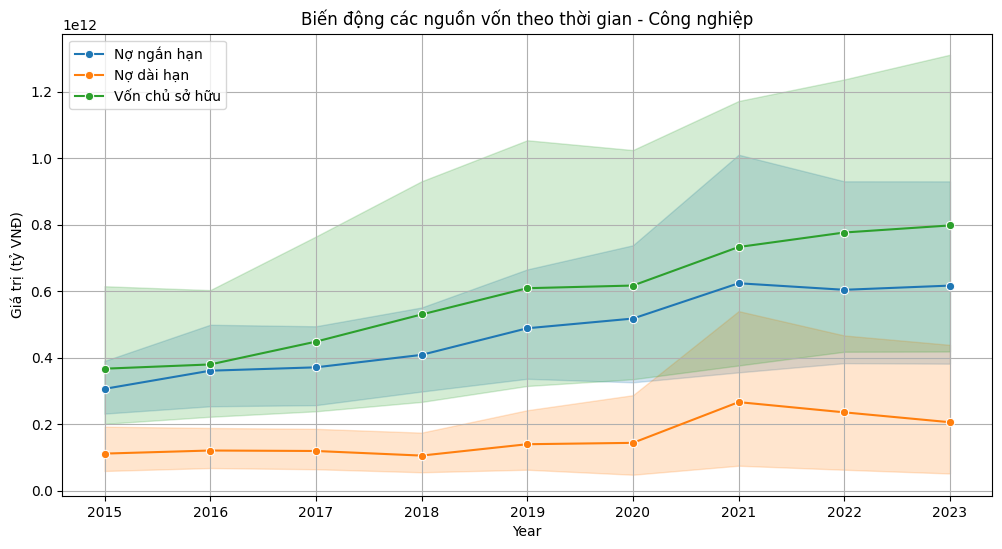 Biến động các nguồn vốn theo thời gian - Công nghiệp
1e12
Nợ ngắn hạn
Nợ dài hạn
Vốn chủ sở hữu
Giá trị (tỷ VNĐ)
1.2
1.0
0.8
0.6
0.4
0.2
0.0
2015 2016 2017 2018 2019 2020 2021 2022 2023
Year